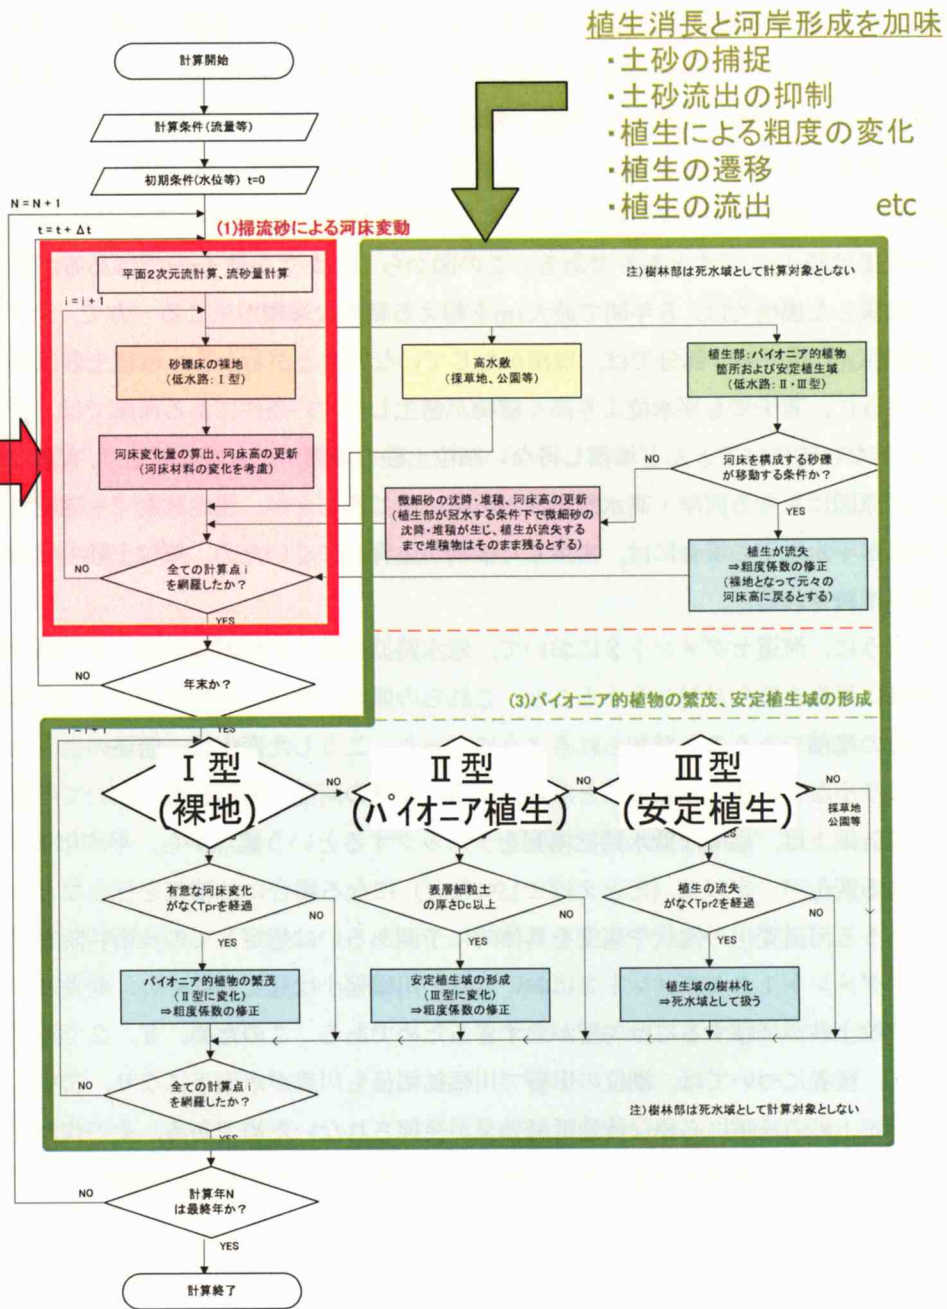 植生消長と河岸形成を加味
・土砂の捕捉
・土砂流出の抑制
・植生による粗度の変化
・植生の遷移
・植生の流出 etc
計算開始
計算条件(流量等)
初期条件(水位等) t=0
N = N + 1
t = t + Δt
(1)掃流砂による河床変動
平面2次元流計算、流砂量計算
i = i + 1
注)樹林部は死水域として計算対象としない
砂礫床の裸地
(低水路:Ⅰ型)
高水敷
(採草地、公園等)
植生部:パイオニア的植物
箇所および安定植生域
(低水路:Ⅱ・Ⅲ型)
河床変化量の算出、河床高の更新
(河床材料の変化を考慮)
NO
河床を構成する砂礫
が移動する条件か?
YES
微細砂の沈降・堆積、河床高の更新
(植生部が冠水する条件下で微細砂の
沈降・堆積が生じ、植生が流失する
まで堆積物はそのまま残るとする)
植生が流失
⇒粗度係数の修正
(裸地となって元々の
河床高に戻るとする)
NO
全ての計算点 i
を網羅したか?
YES
NO
年末か?
YES
(3)パイオニア的植物の繁茂、安定植生域の形成
i = i + 1
Ⅰ型
(裸地)
NO
Ⅱ型
(パイオニア植生)
NO
Ⅲ型
(安定植生)
NO
採草地
公園等
有意な河床変化
がなくTprを経過
NO
YES
表層細粒土
の厚さDc以上
NO
YES
植生の流失
がなくTpr2を経過
NO
YES
パイオニア的植物の繁茂
(Ⅱ型に変化)
⇒粗度係数の修正
安定植生域の形成
(Ⅲ型に変化)
⇒粗度係数の修正
植生域の樹林化
⇒死水域として扱う
NO
全ての計算点 i
を網羅したか?
YES
注)樹林部は死水域として計算対象としない
NO
計算年N
は最終年か?
YES
計算終了